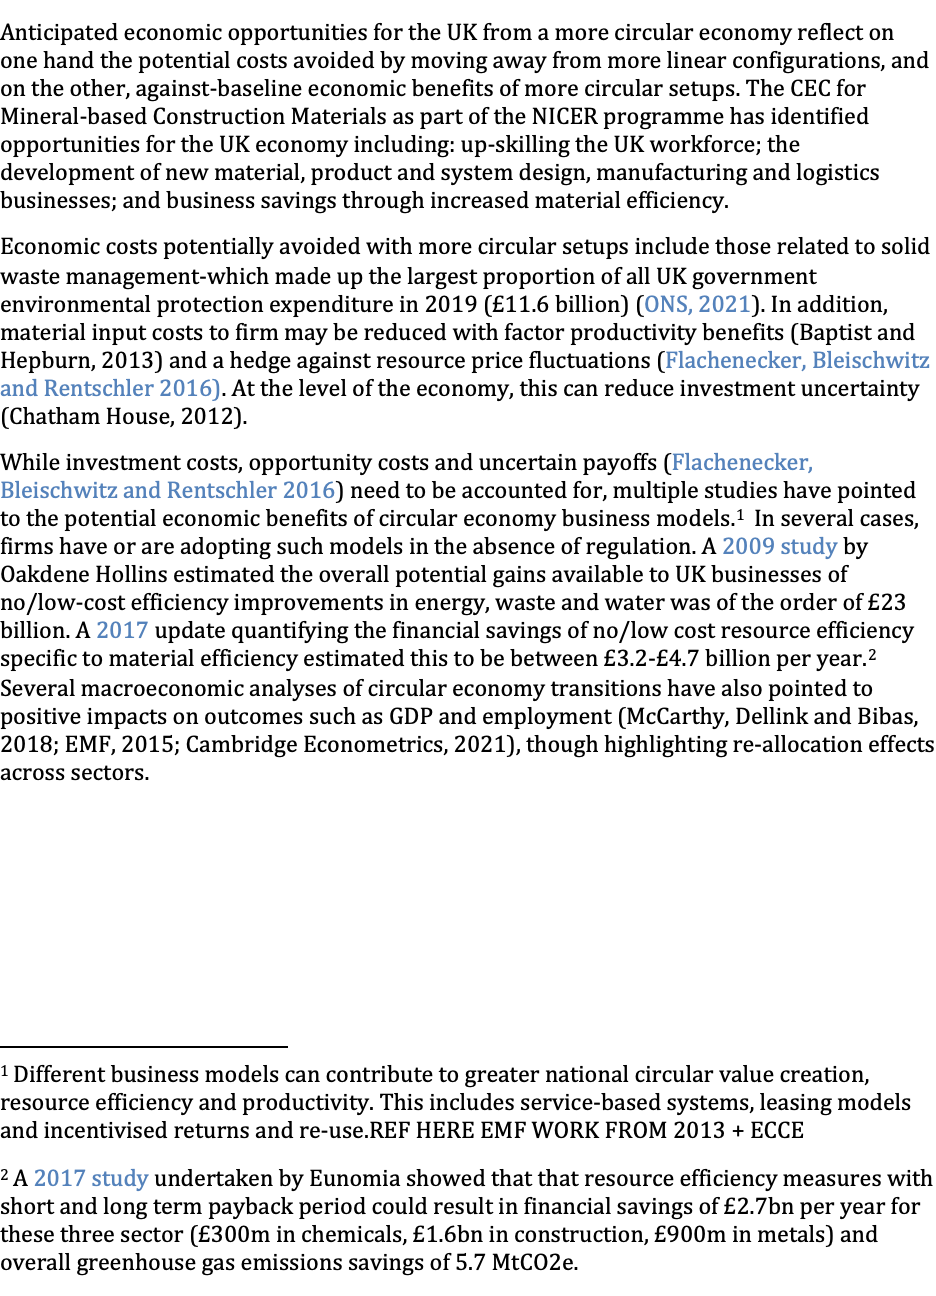 Anticipated economic opportunities for the UK from a more circular economy reflect on
one hand the potential costs avoided by moving away from more linear configurations, and
on the other, against-baseline economic benefits of more circular setups. The CEC for
Mineral-based Construction Materials as part of the NICER programme has identified
opportunities for the UK economy including: up-skilling the UK workforce; the
development of new material, product and system design, manufacturing and logistics
businesses; and business savings through increased material efficiency.
Economic costs potentially avoided with more circular setups include those related to solid
waste management-which made up the largest proportion of all UK government
environmental protection expenditure in 2019 (£11.6 billion) (ONS, 2021). In addition,
material input costs to firm may be reduced with factor productivity benefits (Baptist and
Hepburn, 2013) and a hedge against resource price fluctuations (Flachenecker, Bleischwitz
and Rentschler 2016). At the level of the economy, this can reduce investment uncertainty
(Chatham House, 2012).
While investment costs, opportunity costs and uncertain payoffs (Flachenecker,
Bleischwitz and Rentschler 2016) need to be accounted for, multiple studies have pointed
to the potential economic benefits of circular economy business models.¹ In several cases,
firms have or are adopting such models in the absence of regulation. A 2009 study by
Oakdene Hollins estimated the overall potential gains available to UK businesses of
no/low-cost efficiency improvements in energy, waste and water was of the order of £23
billion. A 2017 update quantifying the financial savings of no/low cost resource efficiency
specific to material efficiency estimated this to be between £3.2-£4.7 billion per year.²
Several macroeconomic analyses of circular economy transitions have also pointed to
positive impacts on outcomes such as GDP and employment (McCarthy, Dellink and Bibas,
2018; EMF, 2015; Cambridge Econometrics, 2021), though highlighting re-allocation effects
across sectors.
¹ Different business models can contribute to greater national circular value creation,
resource efficiency and productivity. This includes service-based systems, leasing models
and incentivised returns and re-use.REF HERE EMF WORK FROM 2013 + ECCE
² A 2017 study undertaken by Eunomia showed that that resource efficiency measures with
short and long term payback period could result in financial savings of £2.7bn per year for
these three sector (£300m in chemicals, £1.6bn in construction, £900m in metals) and
overall greenhouse gas emissions savings of 5.7 MtCO2e.